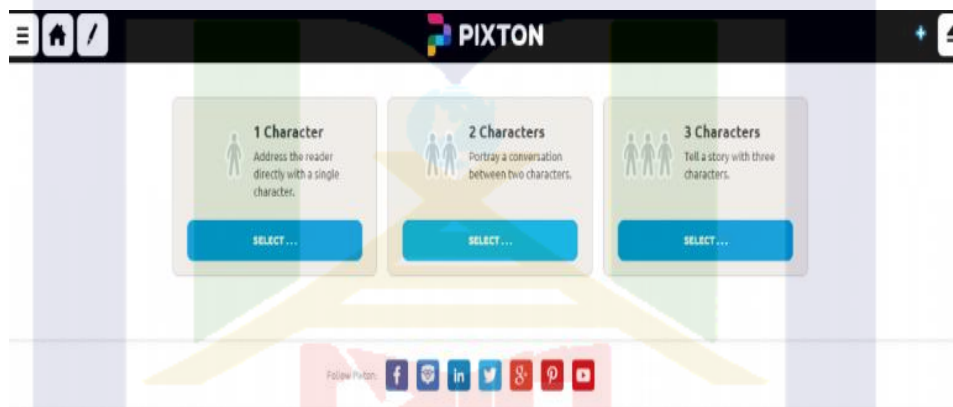 PIXTON
1 Character
Address the reader
directly with a single
character.
SELECT...
2 Characters
Portray a conversation
between two characters.
SELECT...
3 Characters
Tell a story with three
characters.
SELECT...
Follow Pixton: